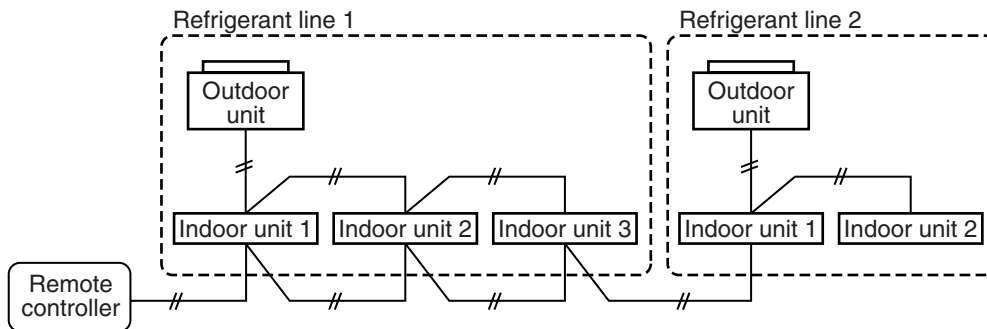 Refrigerant line 1
Refrigerant line 2
Outdoor
unit
Outdoor
unit
Indoor unit 1
Indoor unit 2
Indoor unit 3
Indoor unit 1
Indoor unit 2
Remote
controller